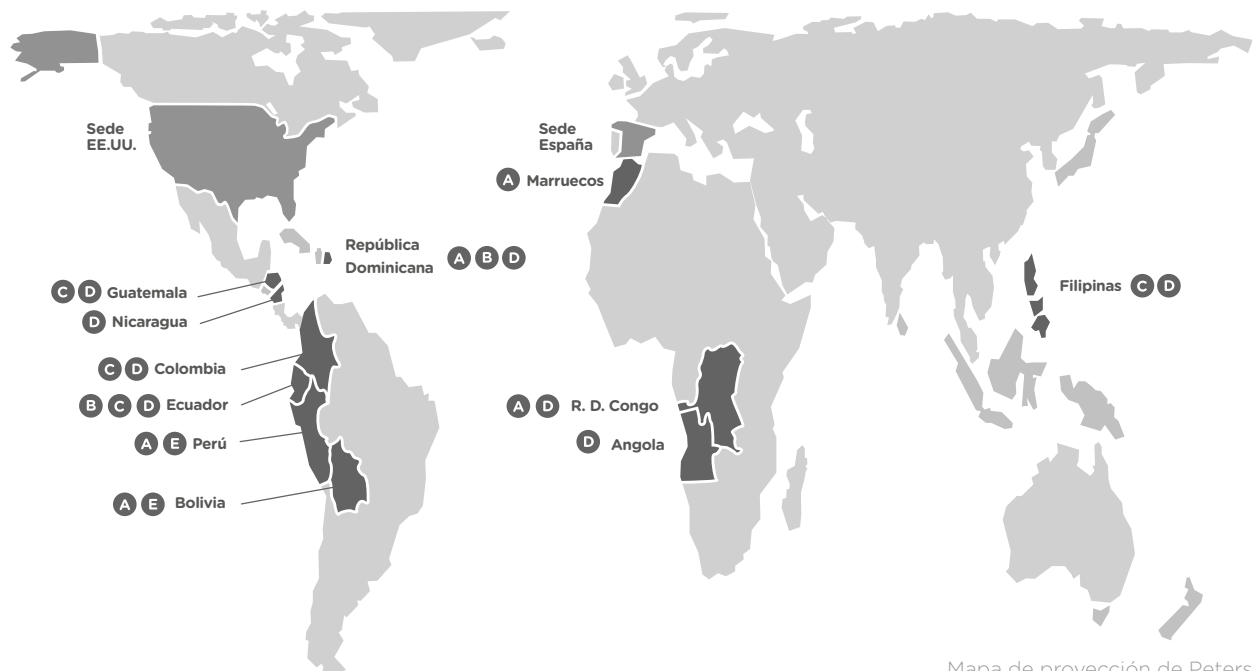 Sede
EE.UU.
Sede
España
A Marruecos
República
Dominicana A B D
C D Guatemala
D Nicaragua
Filipinas C D
C D Colombia
B C D Ecuador
A E Perú
A D R. D. Congo
D Angola
A E Bolivia
Mapa de proyección de Peters